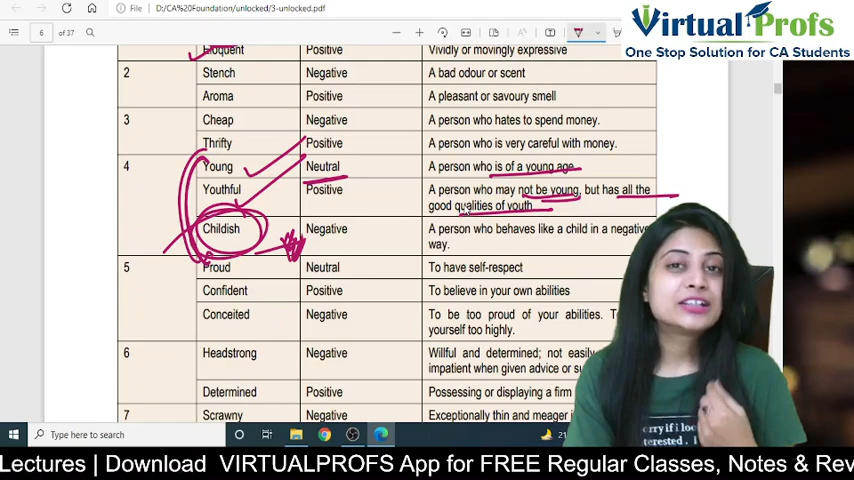 File
D:/CA%20Foundation/unlocked/3-unlocked.pdf
Virtual Profs
One Stop Solution for CA Students
6 of 37
Eloquent Positive Vividly or movingly expressive
2 Stench Negative A bad odour or scent
Aroma Positive A pleasant or savoury smell
3 Cheap Negative A person who hates to spend money.
Thrifty Positive A person who is very careful with money.
4 Young Neutral A person who is of a young age.
Youthful Positive A person who may not be young, but has all the
good qualities of youth
Childish Negative A person who behaves like a child in a negative
way.
5 Proud Neutral To have self-respect
Confident Positive To believe in your own abilities
Conceited Negative To be too proud of your abilities.
yourself too highly.
6 Headstrong Negative Willful and determined; not easily
impatient when given advice or
Determined Positive Possessing or displaying a firm
7 Scrawny Negative Exceptionally thin and meager
Type here to search
Lectures | Download VIRTUALPROFS App for FREE Regular Classes, Notes & Rev